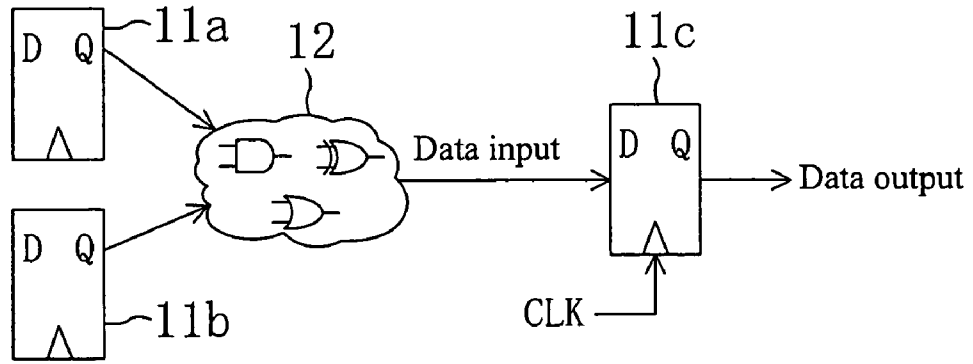 D Q
11a
12
11c
Data input
D Q
Data output
D Q
11b
CLK